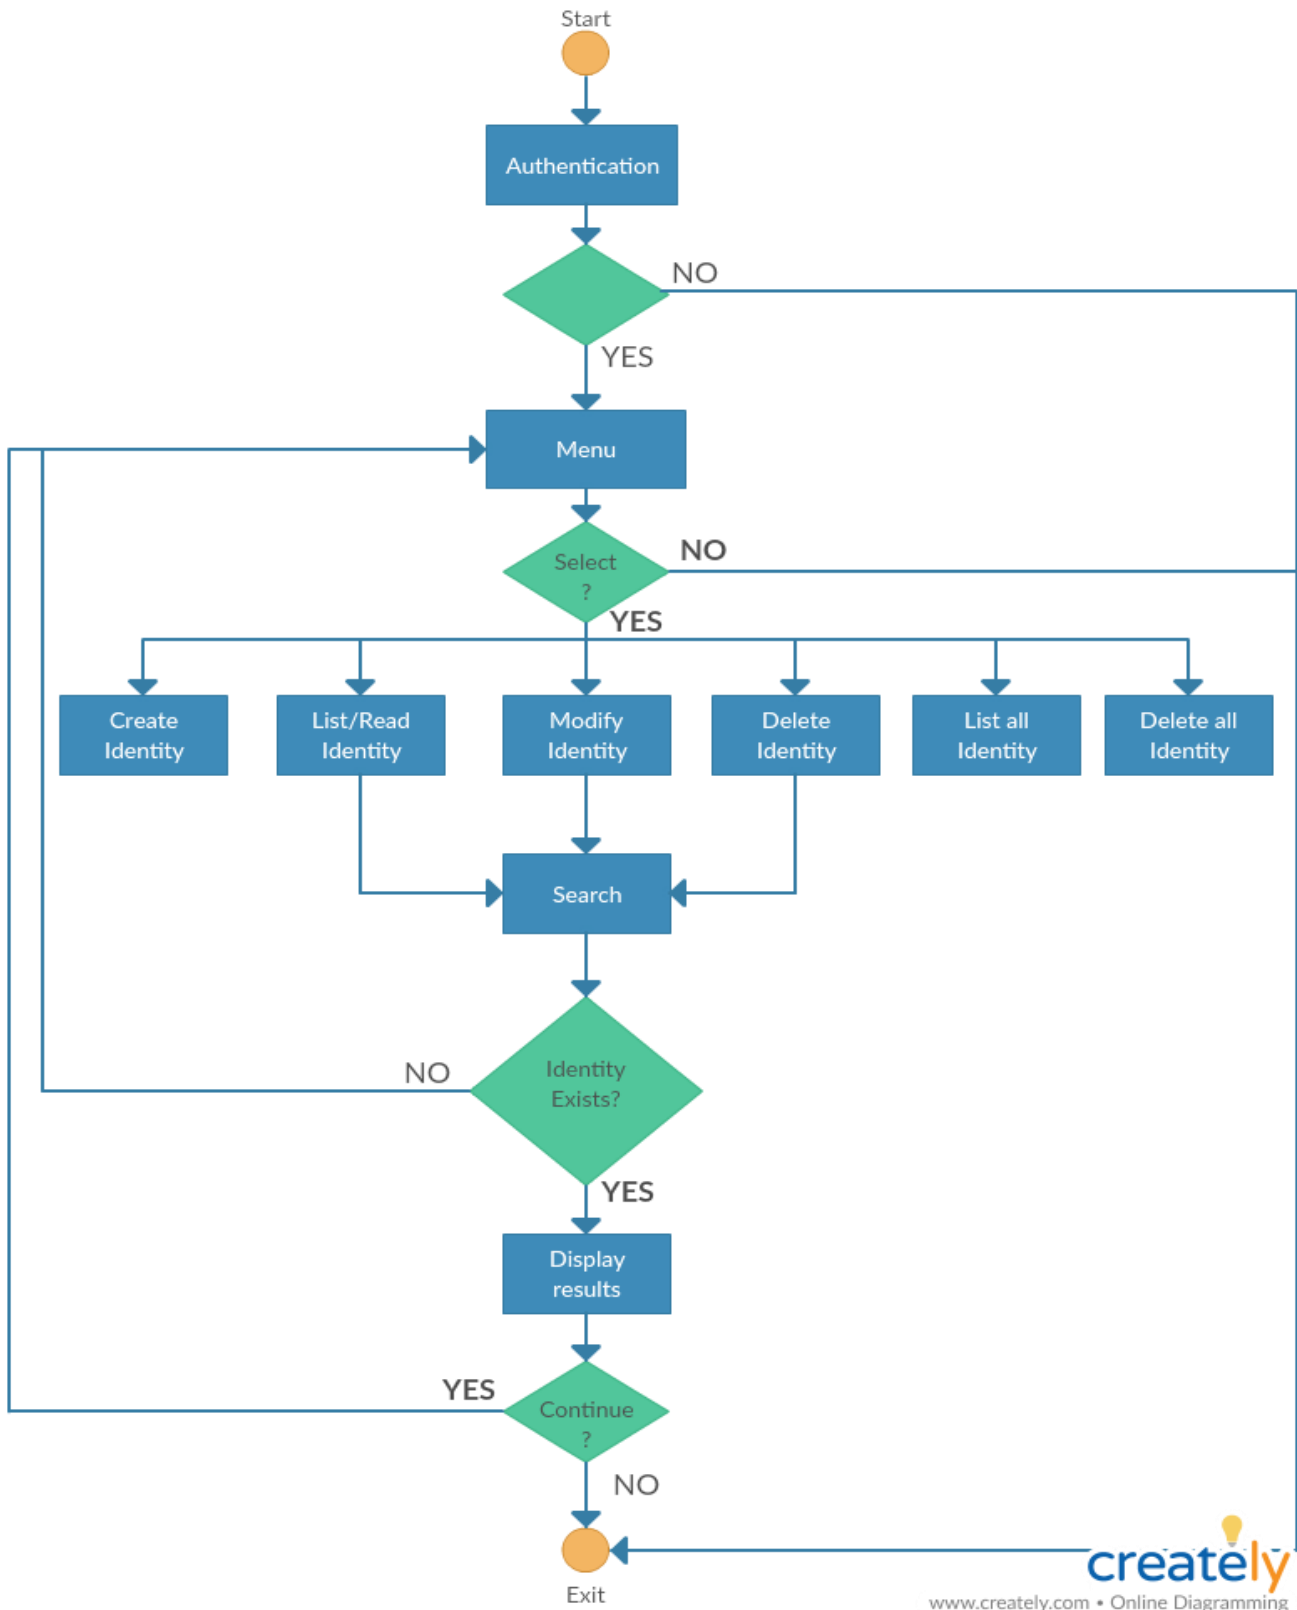 Start
Authentication
NO
YES
Menu
Select
?
NO
YES
Create
Identity
List/Read
Identity
Modify
Identity
Delete
Identity
List all
Identity
Delete all
Identity
Search
Identity
Exists?
NO
YES
Display
results
Continue
?
YES
NO
Exit
creately
www.creately.com • Online Diagramming